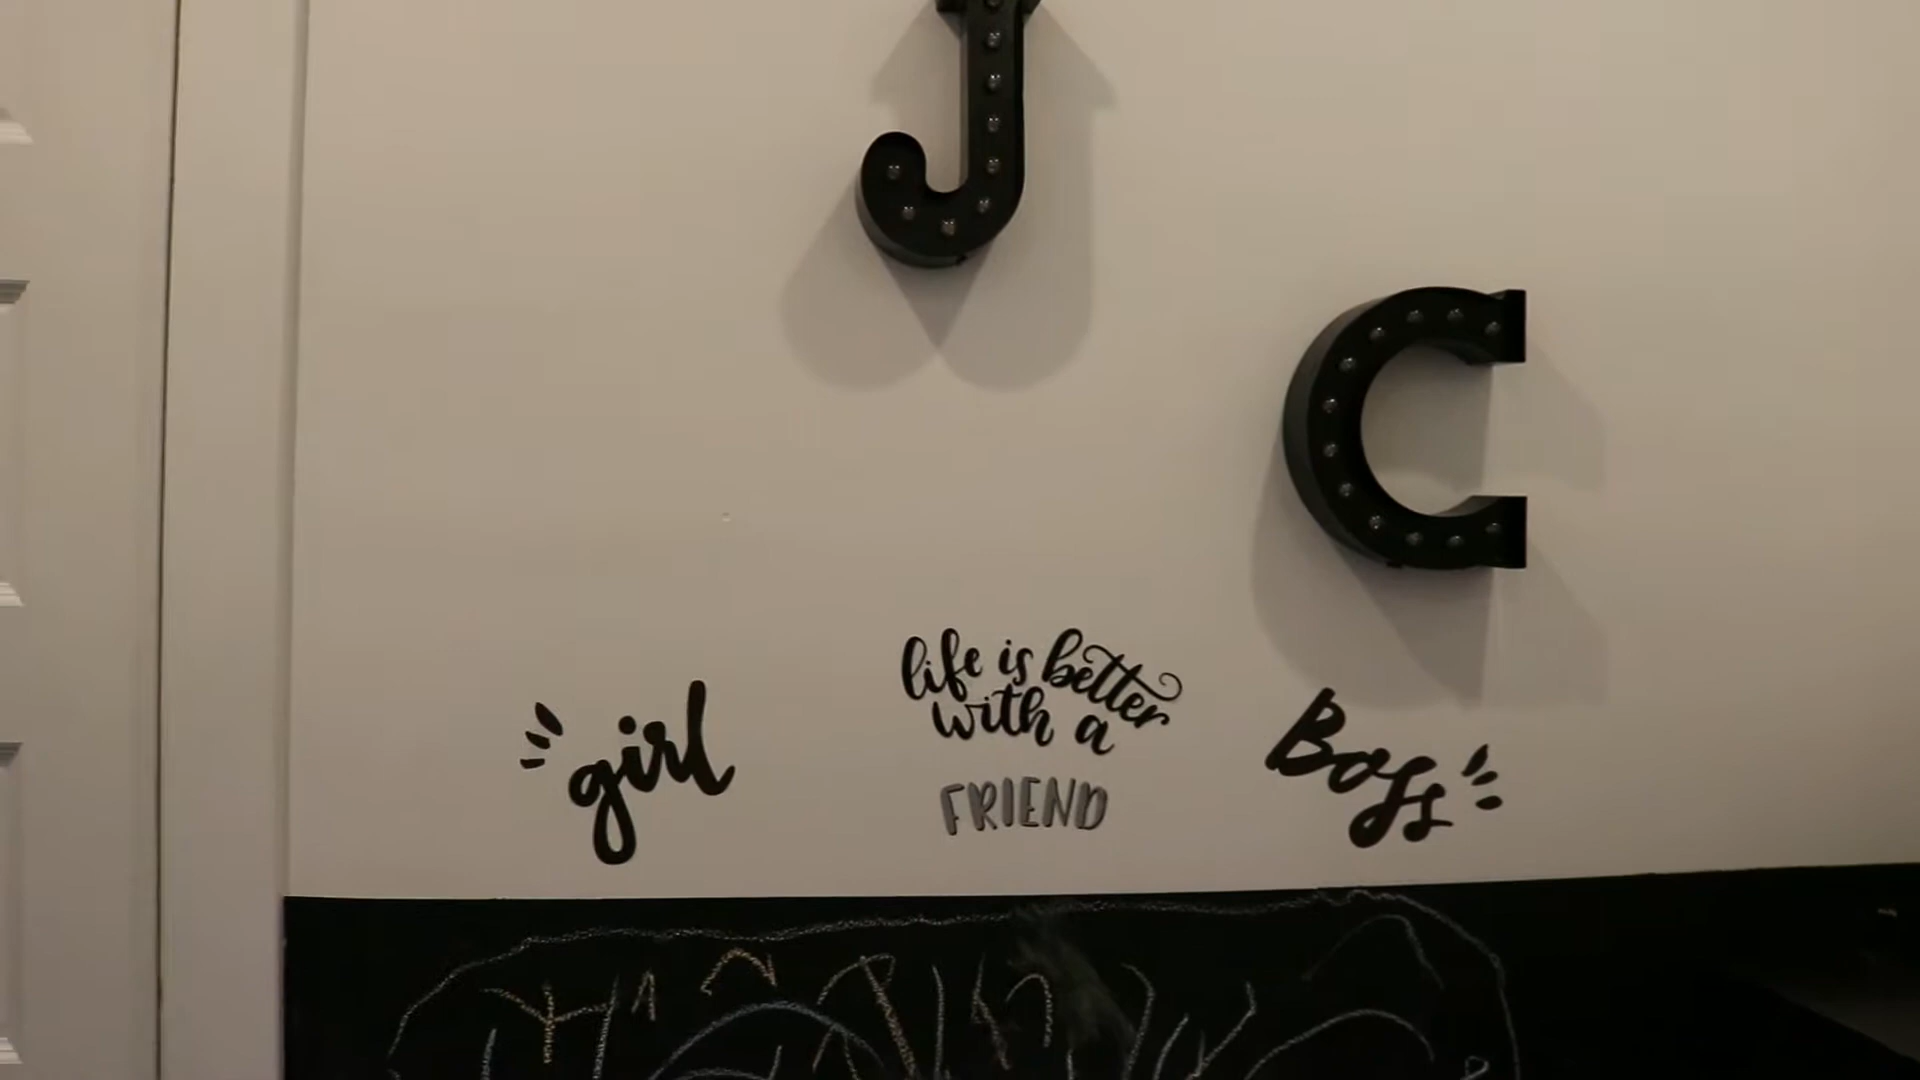 J
C
girl
life is better
with a
FRIEND
Boss